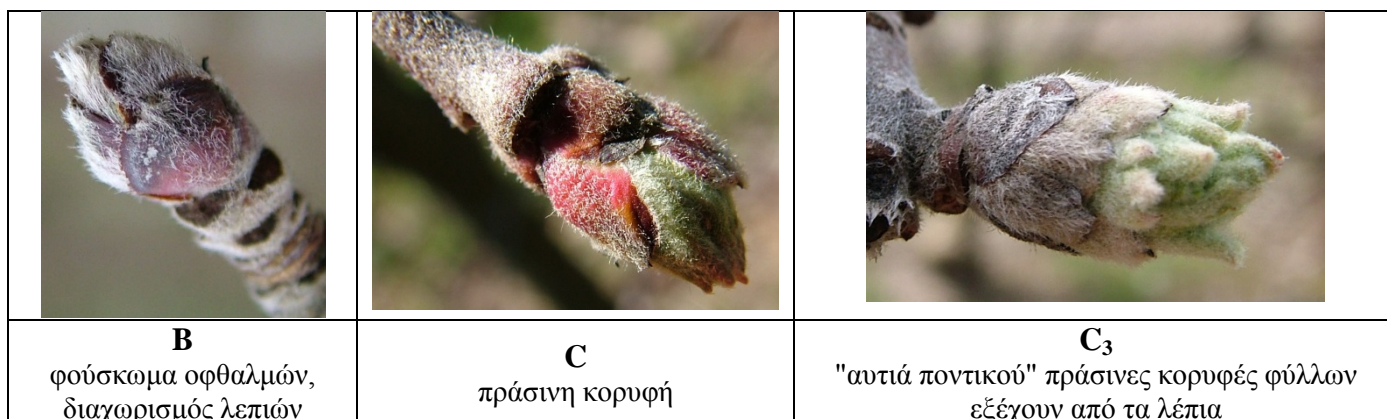 B
φούσκωμα οφθαλμών,
διαχωρισμός λεπιών
C
πράσινη κορυφή
C₃
"αυτιά ποντικού" πράσινες κορυφές φύλλων
εξέχουν από τα λέπια